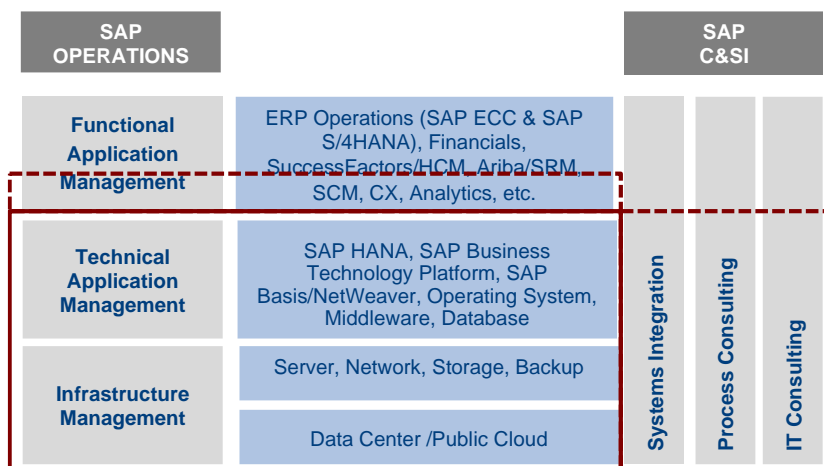 SAP
OPERATIONS
SAP
C&SI
Functional
Application
Management
ERP Operations (SAP ECC & SAP
S/4HANA), Financials,
SuccessFactors/HCM, Ariba/SRM,
SCM, CX, Analytics, etc.
Technical
Application
Management
SAP HANA, SAP Business
Technology Platform, SAP
Basis/NetWeaver, Operating System,
Middleware, Database
Infrastructure
Management
Server, Network, Storage, Backup
Data Center /Public Cloud
Systems Integration
Process Consulting
IT Consulting